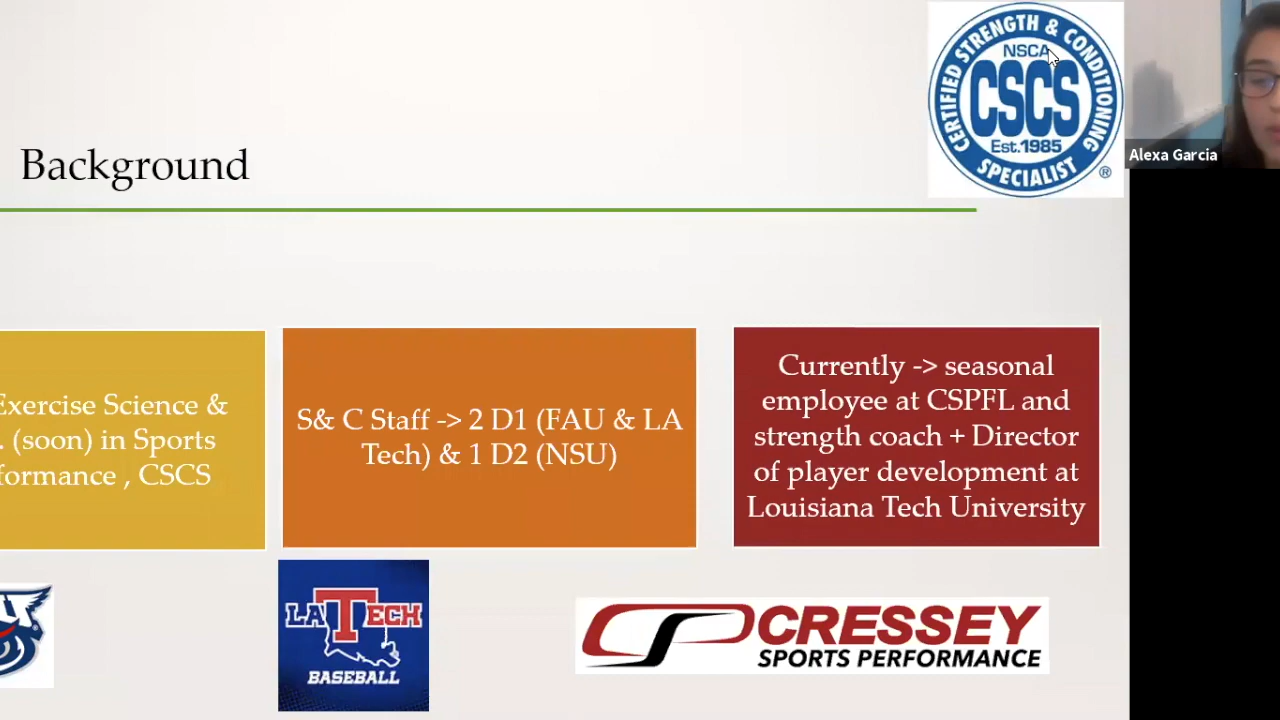 CERTIFIED STRENGTH & CONDITIONING
NSCA
CSCS
Est.1985
SPECIALIST
®
Alexa Garcia
Background
Exercise Science &
. (soon) in Sports
formance , CSCS
S& C Staff -> 2 D1 (FAU & LA
Tech) & 1 D2 (NSU)
Currently -> seasonal
employee at CSPFL and
strength coach + Director
of player development at
Louisiana Tech University
LA TECH
BASEBALL
CRESSEY
SPORTS PERFORMANCE